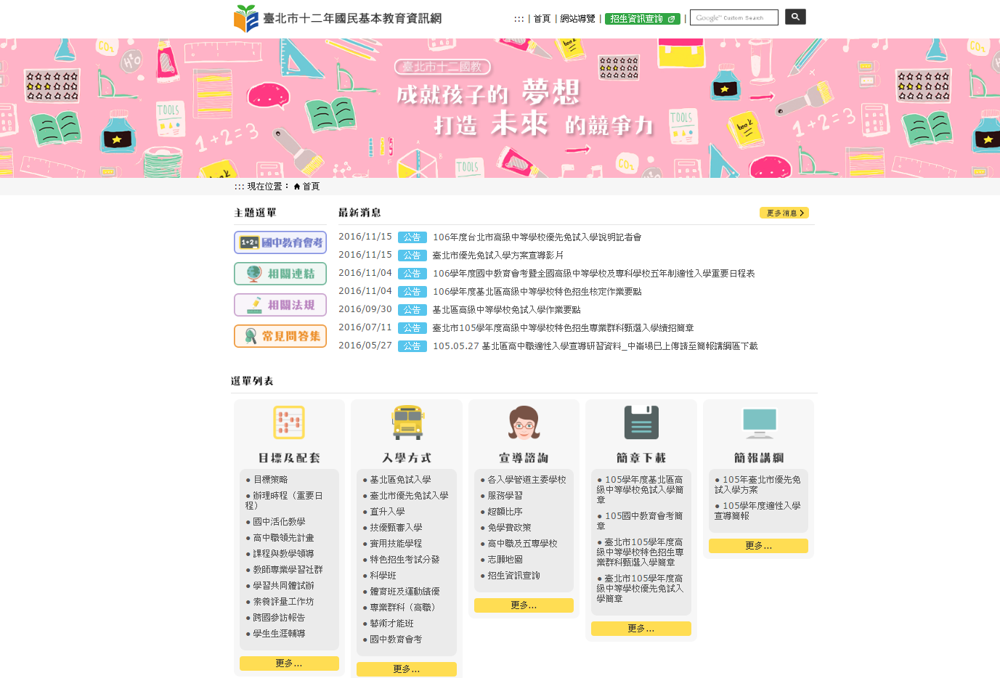 臺北市十二年國民基本教育資訊網
::: | 首頁 | 網站導覽 | 招生資訊查詢 | Google™ Custom Search
臺北市十二國教
成就孩子的 夢想
打造 未來 的競爭力
CO₂
H₂O
TOOLS
1+2=3
book
TOOLS
book
book
TOOLS
1+2=3
CO₂
book
TOOLS
CO₂
::: 現在位置： 首頁
主題選單
1+2= 國中教育會考
相關連結
相關法規
常見問答集
最新消息
更多消息
2016/11/15 公告 106年度台北市高級中等學校優先免試入學說明記者會
2016/11/15 公告 臺北市優先免試入學方案宣導影片
2016/11/04 公告 106學年度國中教育會考暨全國高級中等學校及專科學校五年制適性入學重要日程表
2016/11/04 公告 106學年度基北區高級中等學校特色招生核定作業要點
2016/09/30 公告 基北區高級中等學校免試入學作業要點
2016/07/11 公告 臺北市105學年度高級中等學校特色招生專業群科甄選入學續招簡章
2016/05/27 公告 105.05.27 基北區高中職適性入學宣導研習資料_中崙場已上傳請至簡報講綱區下載
選單列表
目標及配套
● 目標策略
● 辦理時程（重要日
程）
● 國中活化教學
● 高中職領先計畫
● 課程與教學領導
● 教師專業學習社群
● 學習共同體試辦
● 素養評量工作坊
● 跨國參訪報告
● 學生生涯輔導
更多...
入學方式
● 基北區免試入學
● 臺北市優先免試入學
● 直升入學
● 技優甄審入學
● 實用技能學程
● 特色招生考試分發
● 科學班
● 體育班及運動績優
● 專業群科（高職）
● 藝術才能班
● 國中教育會考
更多...
宣導諮詢
● 各入學管道主委學校
● 服務學習
● 超額比序
● 免學費政策
● 高中職及五專學校
● 志願地圖
● 招生資訊查詢
更多...
簡章下載
● 105學年度基北區高
級中等學校免試入學簡
章
● 105國中教育會考簡
章
● 臺北市105學年度高
級中等學校特色招生專
業群科甄選入學簡章
● 臺北市105學年度高
級中等學校優先免試入
學簡章
更多...
簡報講綱
● 105年臺北市優先免
試入學方案
● 105學年度適性入學
宣導簡報
更多...